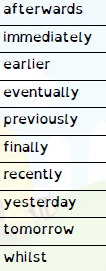 afterwards
immediately
earlier
eventually
previously
finally
recently
yesterday
tomorrow
whilst